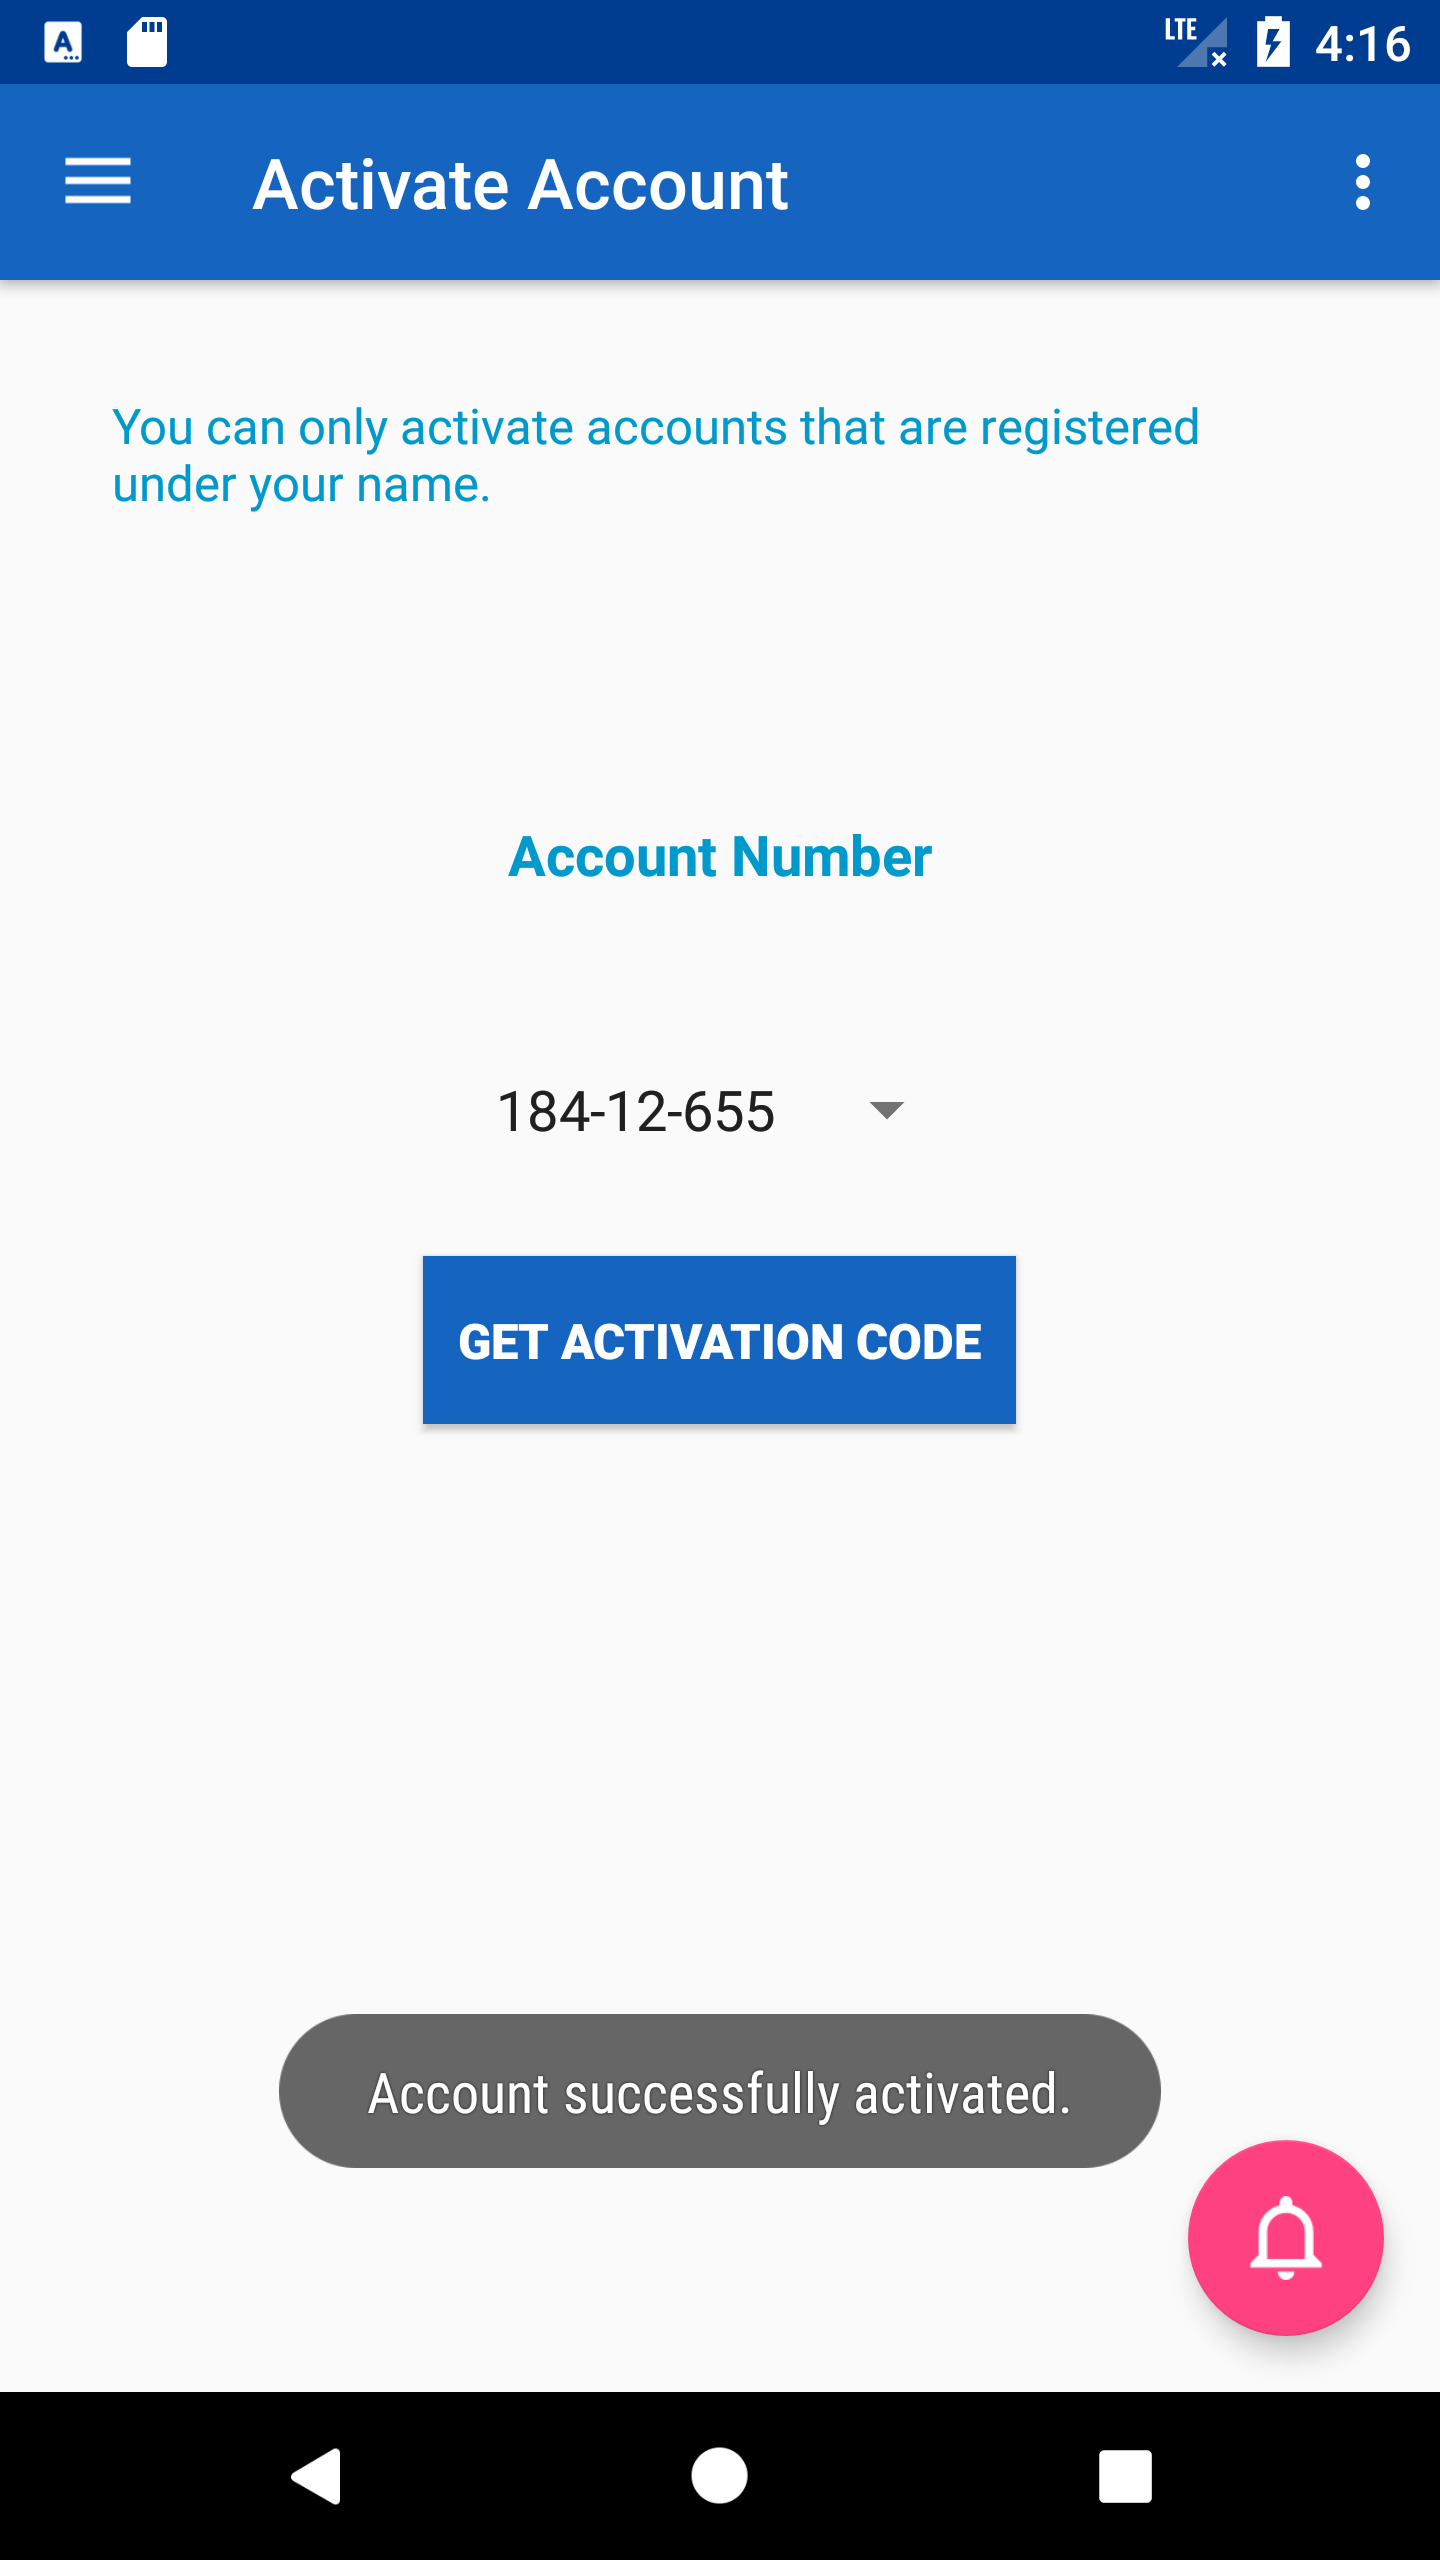 LTE 4:16
Activate Account
You can only activate accounts that are registered
under your name.
Account Number
184-12-655
GET ACTIVATION CODE
Account successfully activated.